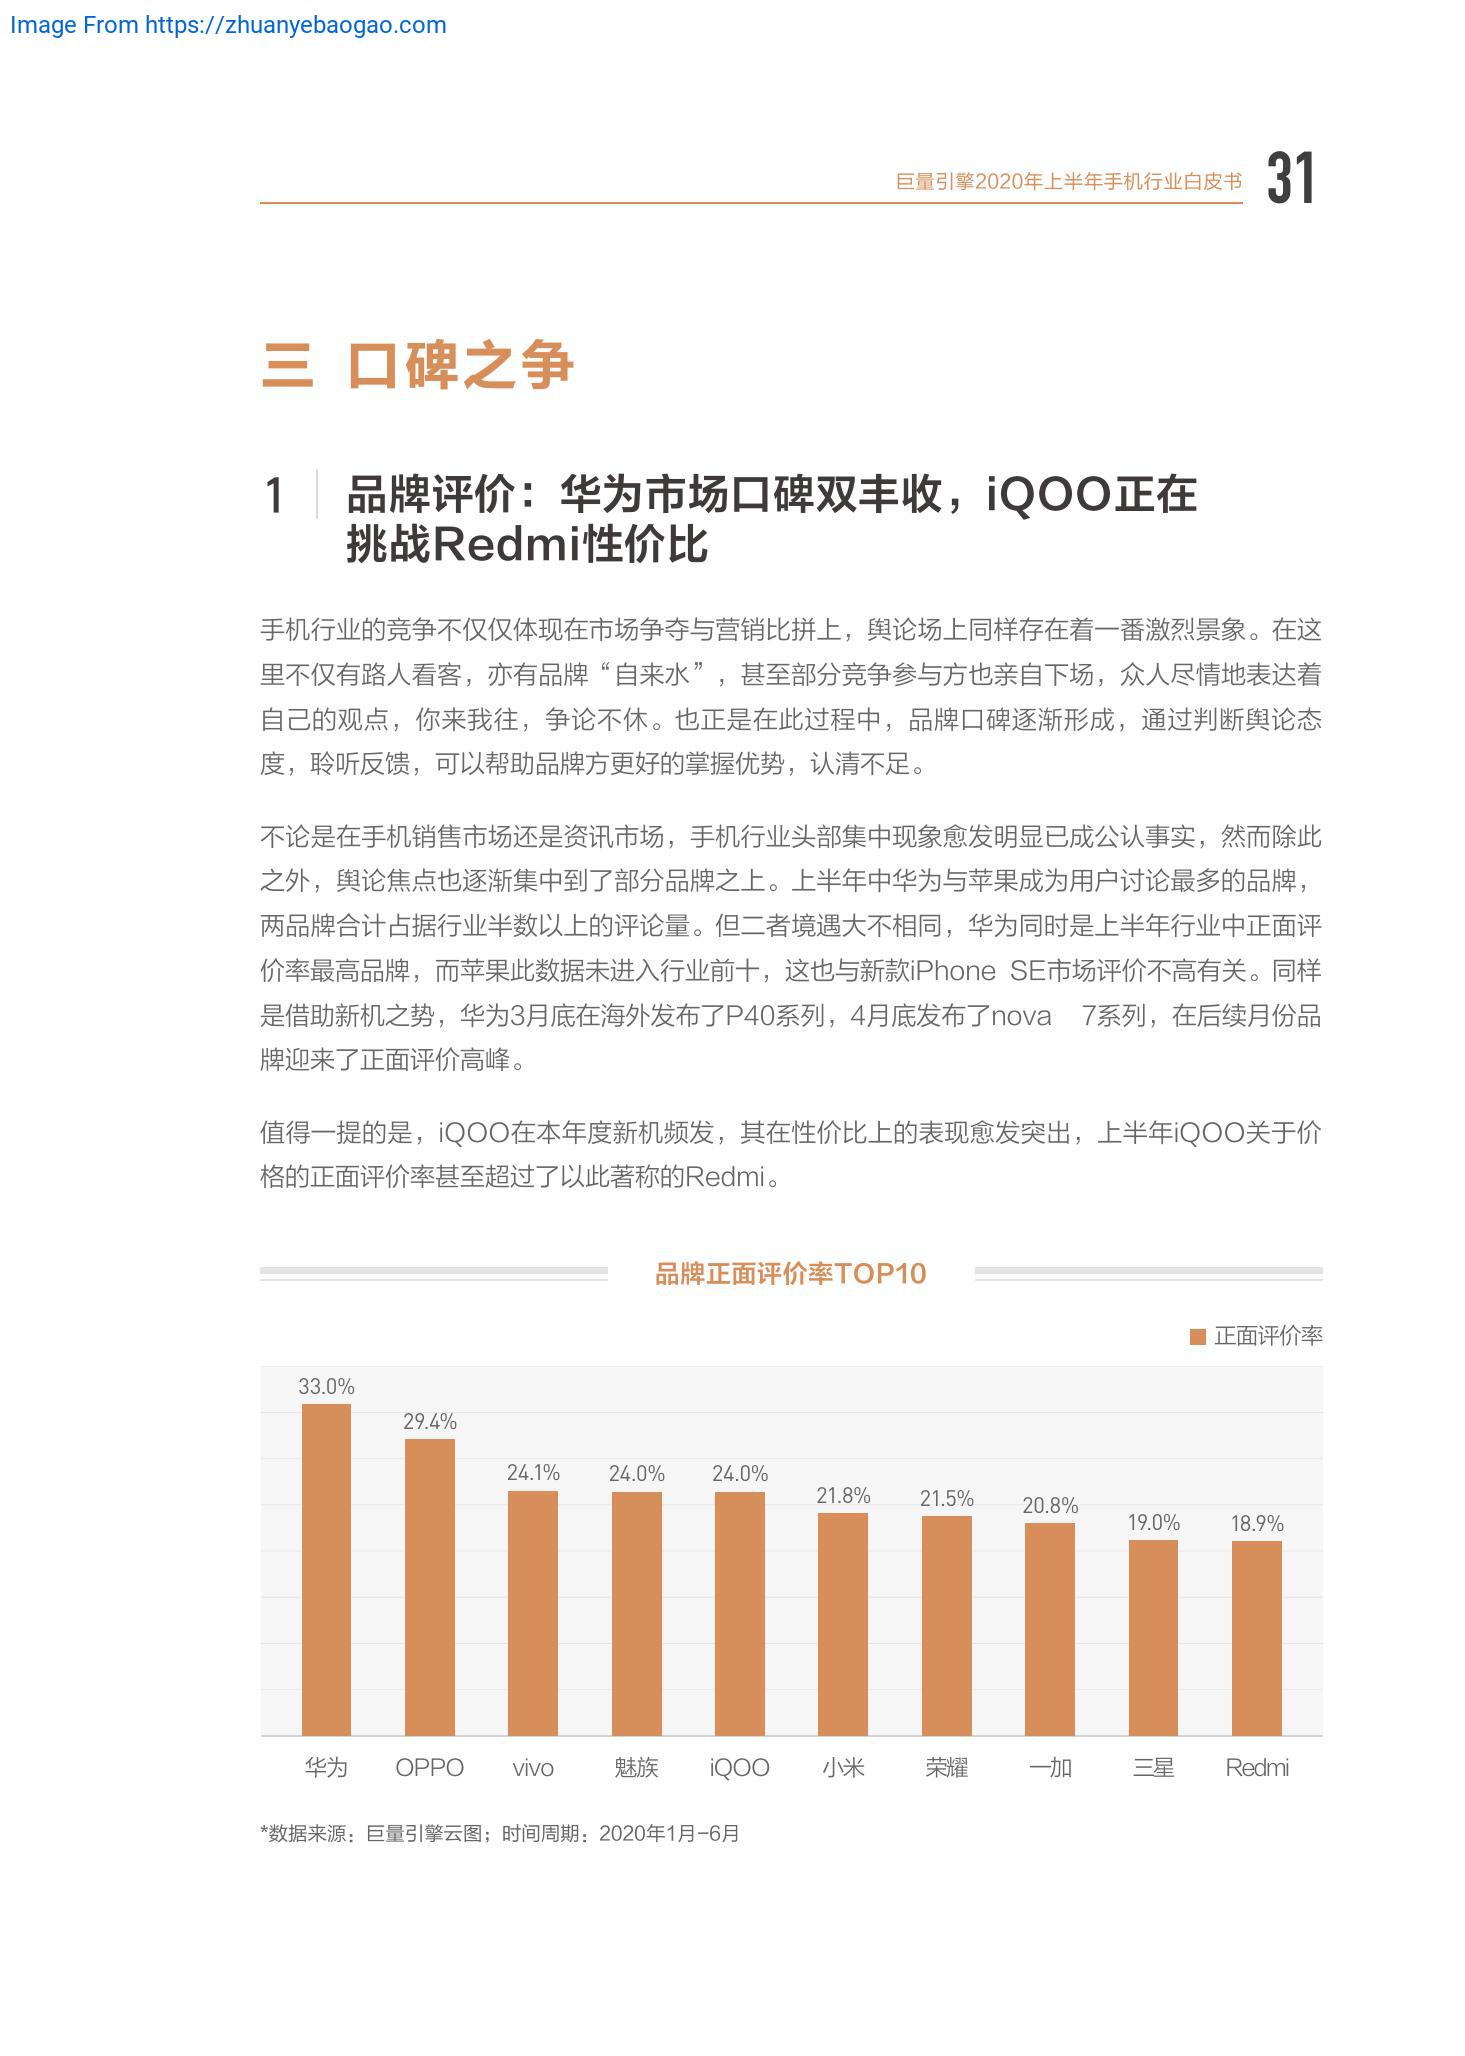 Image From https://zhuanyebaogao.com
巨量引擎2020年上半年手机行业白皮书 31
三 口碑之争
1 品牌评价：华为市场口碑双丰收，iQOO正在
挑战Redmi性价比
手机行业的竞争不仅仅体现在市场争夺与营销比拼上，舆论场上同样存在着一番激烈景象。在这
里不仅有路人看客，亦有品牌“自来水”，甚至部分竞争参与方也亲自下场，众人尽情地表达着
自己的观点，你来我往，争论不休。也正是在此过程中，品牌口碑逐渐形成，通过判断舆论态
度，聆听反馈，可以帮助品牌方更好的掌握优势，认清不足。
不论是在手机销售市场还是资讯市场，手机行业头部集中现象愈发明显已成公认事实，然而除此
之外，舆论焦点也逐渐集中到了部分品牌之上。上半年中华为与苹果成为用户讨论最多的品牌，
两品牌合计占据行业半数以上的评论量。但二者境遇大不相同，华为同时是上半年行业中正面评
价率最高品牌，而苹果此数据未进入行业前十，这也与新款iPhone SE市场评价不高有关。同样
是借助新机之势，华为3月底在海外发布了P40系列，4月底发布了nova 7系列，在后续月份品
牌迎来了正面评价高峰。
值得一提的是，iQOO在本年度新机频发，其在性价比上的表现愈发突出，上半年iQOO关于价
格的正面评价率甚至超过了以此著称的Redmi。
品牌正面评价率TOP10
正面评价率
33.0% 29.4% 24.1% 24.0% 24.0% 21.8% 21.5% 20.8% 19.0% 18.9%
华为 OPPO vivo 魅族 iQOO 小米 荣耀 一加 三星 Redmi
*数据来源：巨量引擎云图；时间周期：2020年1月-6月